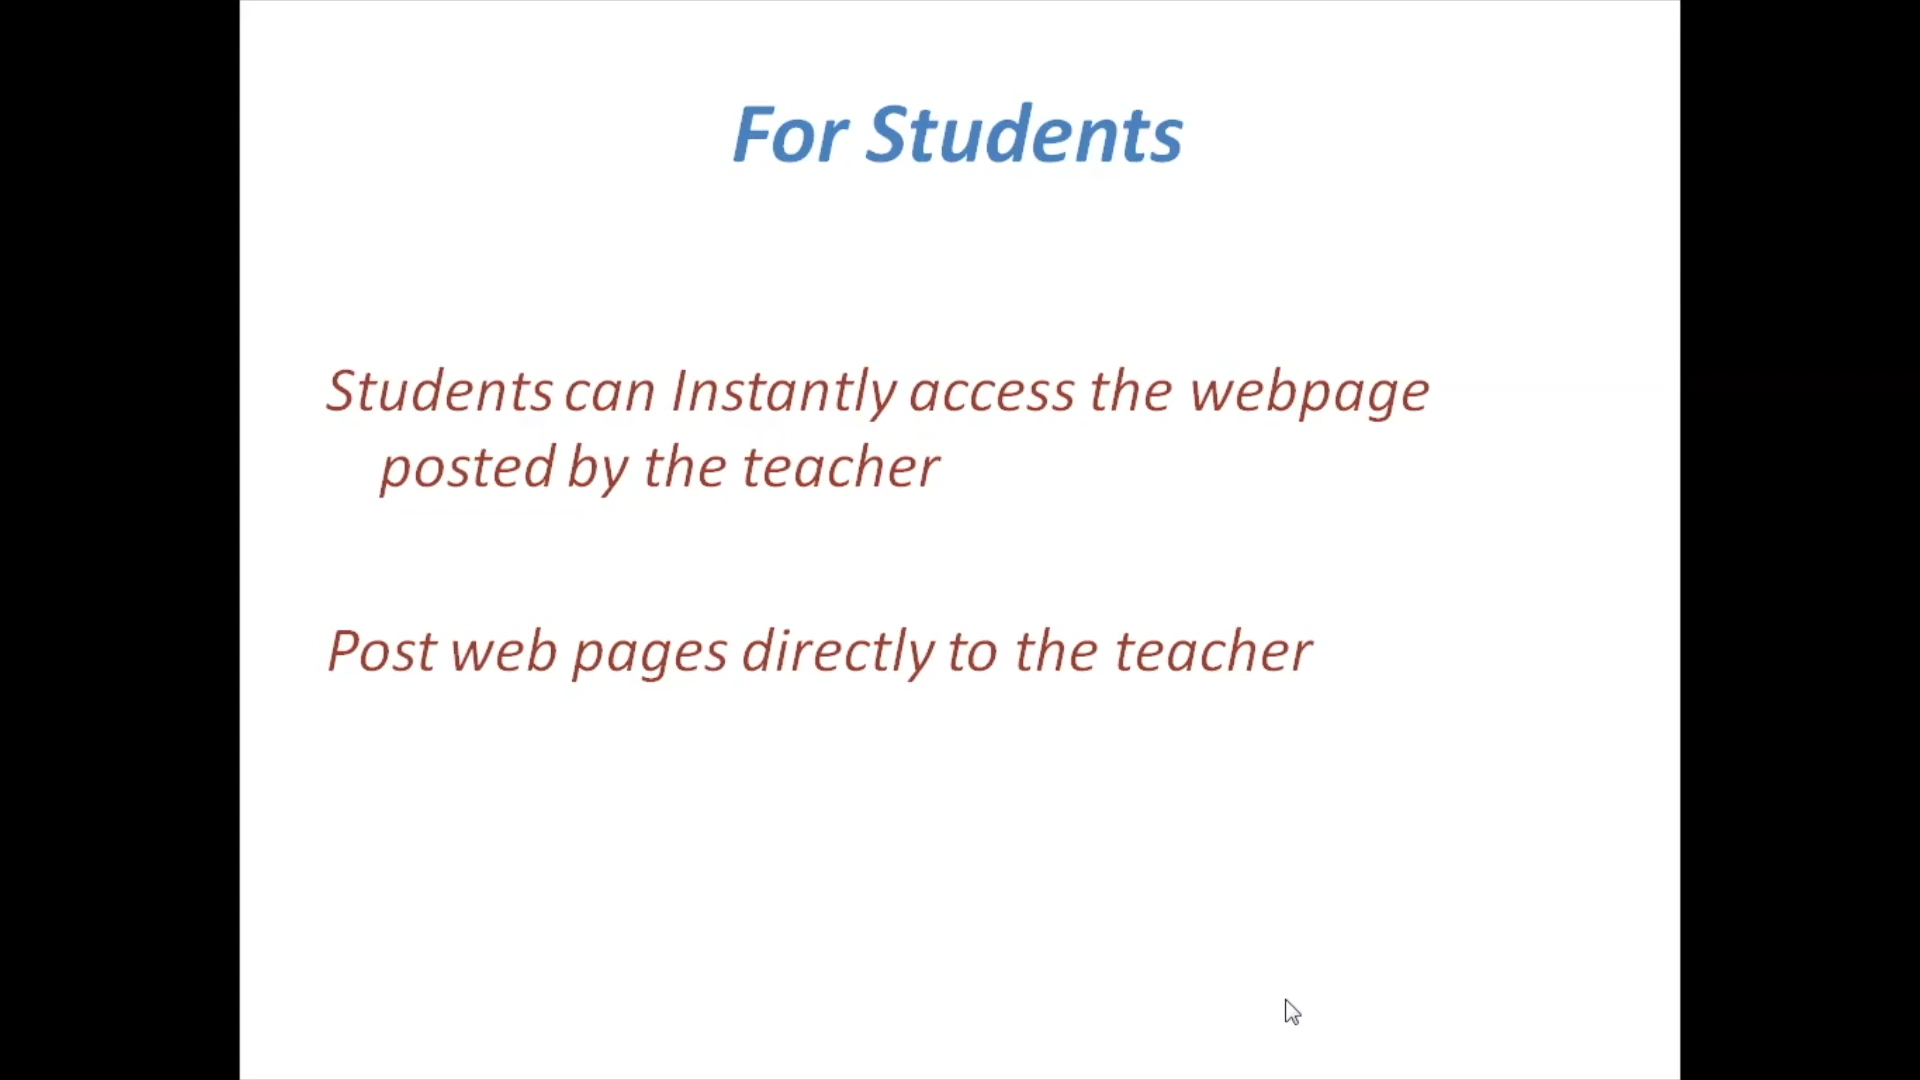 For Students
Students can Instantly access the webpage
posted by the teacher
Post web pages directly to the teacher